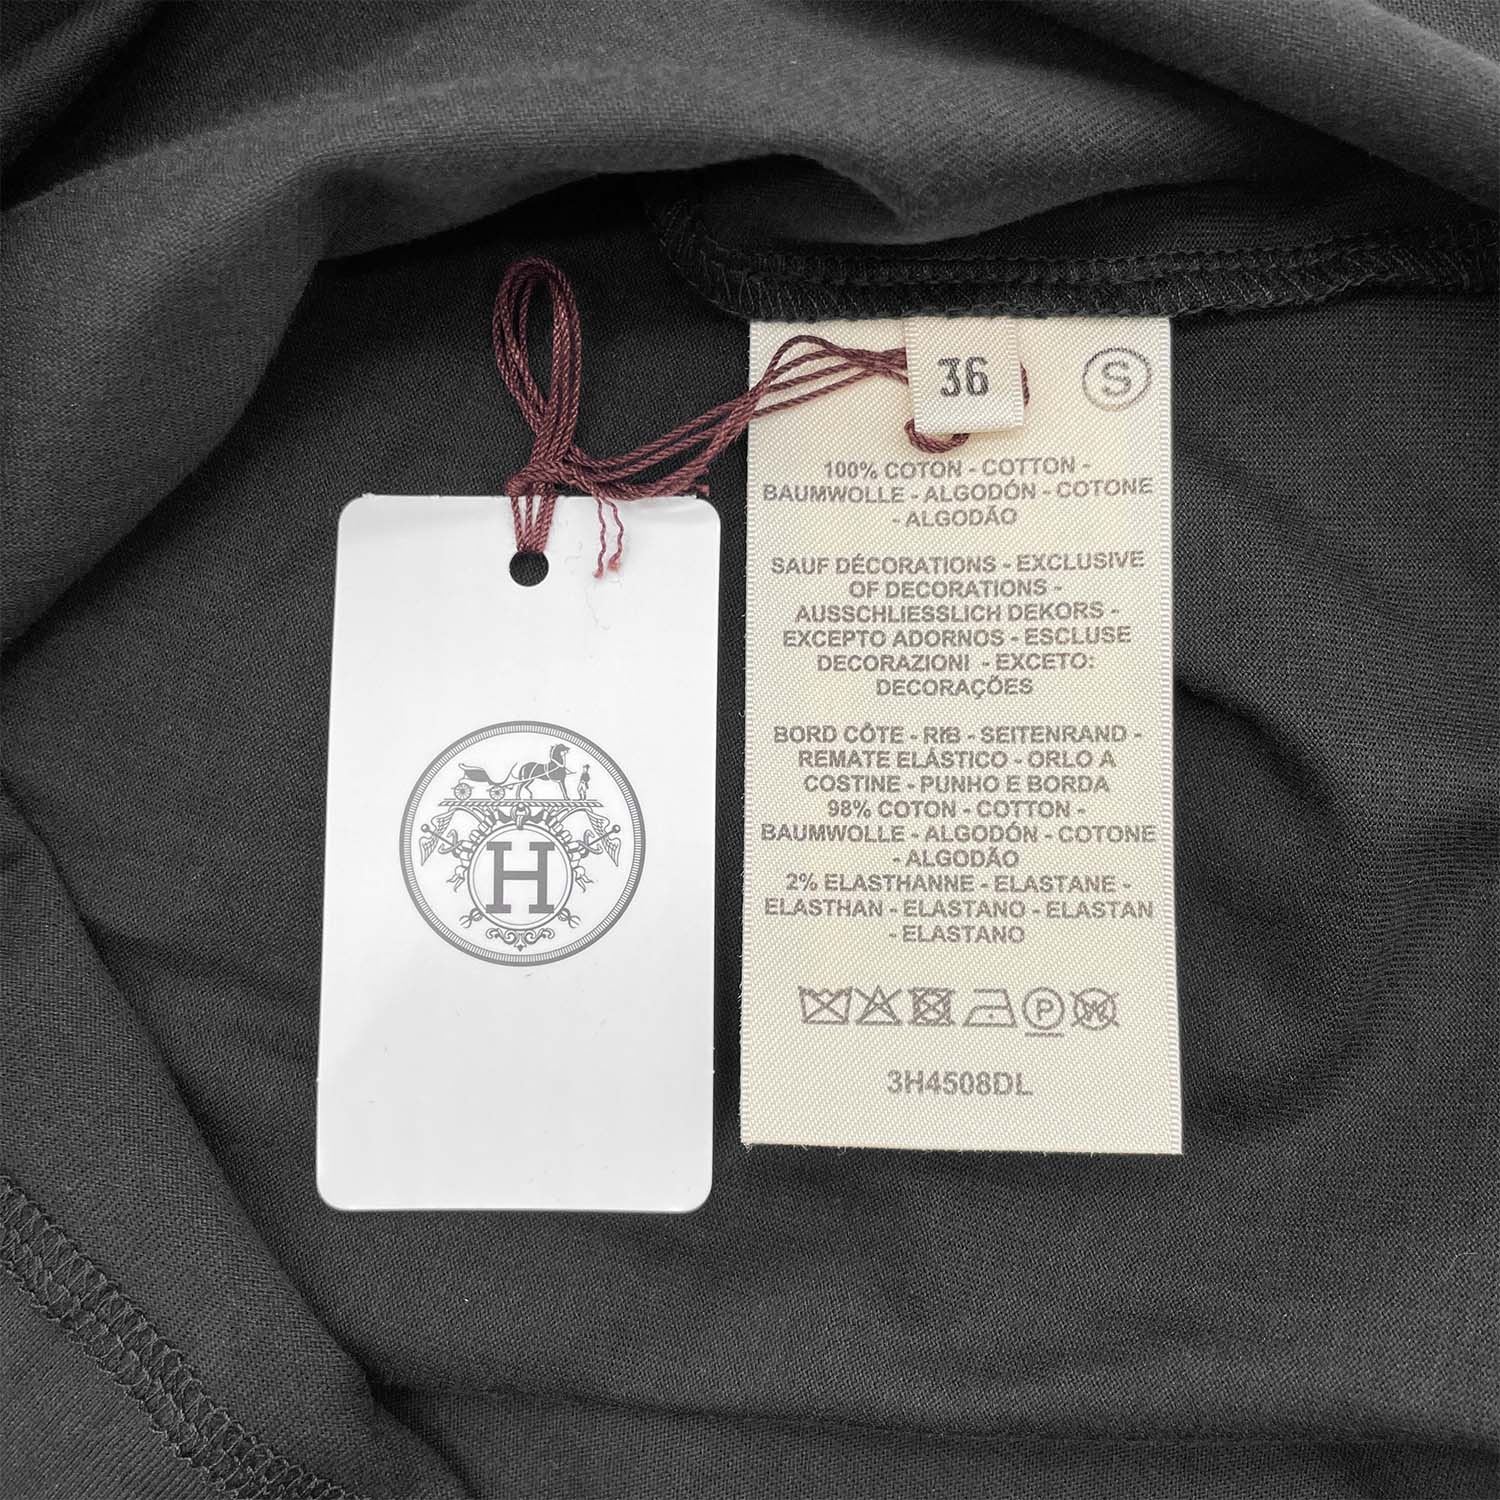 36
S
100% COTON - COTTON -
BAUMWOLLE - ALGODÓN - COTONE
- ALGODÃO
SAUF DÉCORATIONS - EXCLUSIVE
OF DECORATIONS -
AUSSCHLIESSLICH DEKORS -
EXCEPTO ADORNOS - ESCLUSE
DECORAZIONI - EXCETO:
DECORAÇÕES
BORD CÔTE - RIB - SEITENRAND -
REMATE ELÁSTICO - ORLO A
COSTINE - PUNHO E BORDA
98% COTON - COTTON -
BAUMWOLLE - ALGODÓN - COTONE
- ALGODÃO
2% ELASTHANNE - ELASTANE -
ELASTHAN - ELASTANO - ELASTAN
- ELASTANO
P
W
3H4508DL
H